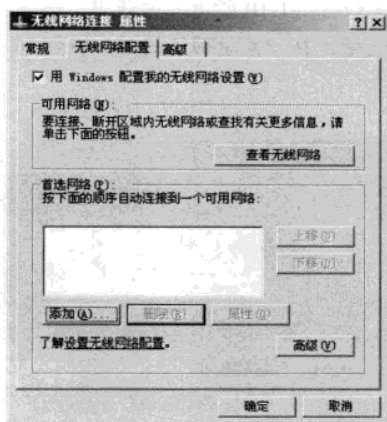 无线网络连接 属性
常规 无线网络配置 高级
用 Windows 配置我的无线网络设置(Y)
可用网络(N):
要连接、断开区域内无线网络或查找有关更多信息，请
单击下面的按钮。
查看无线网络
首选网络(P):
按下面的顺序自动连接到一个可用网络:
上移(U)
下移(D)
添加(A)... 删除(R) 属性(O)
了解设置无线网络配置。
高级(V)
确定 取消